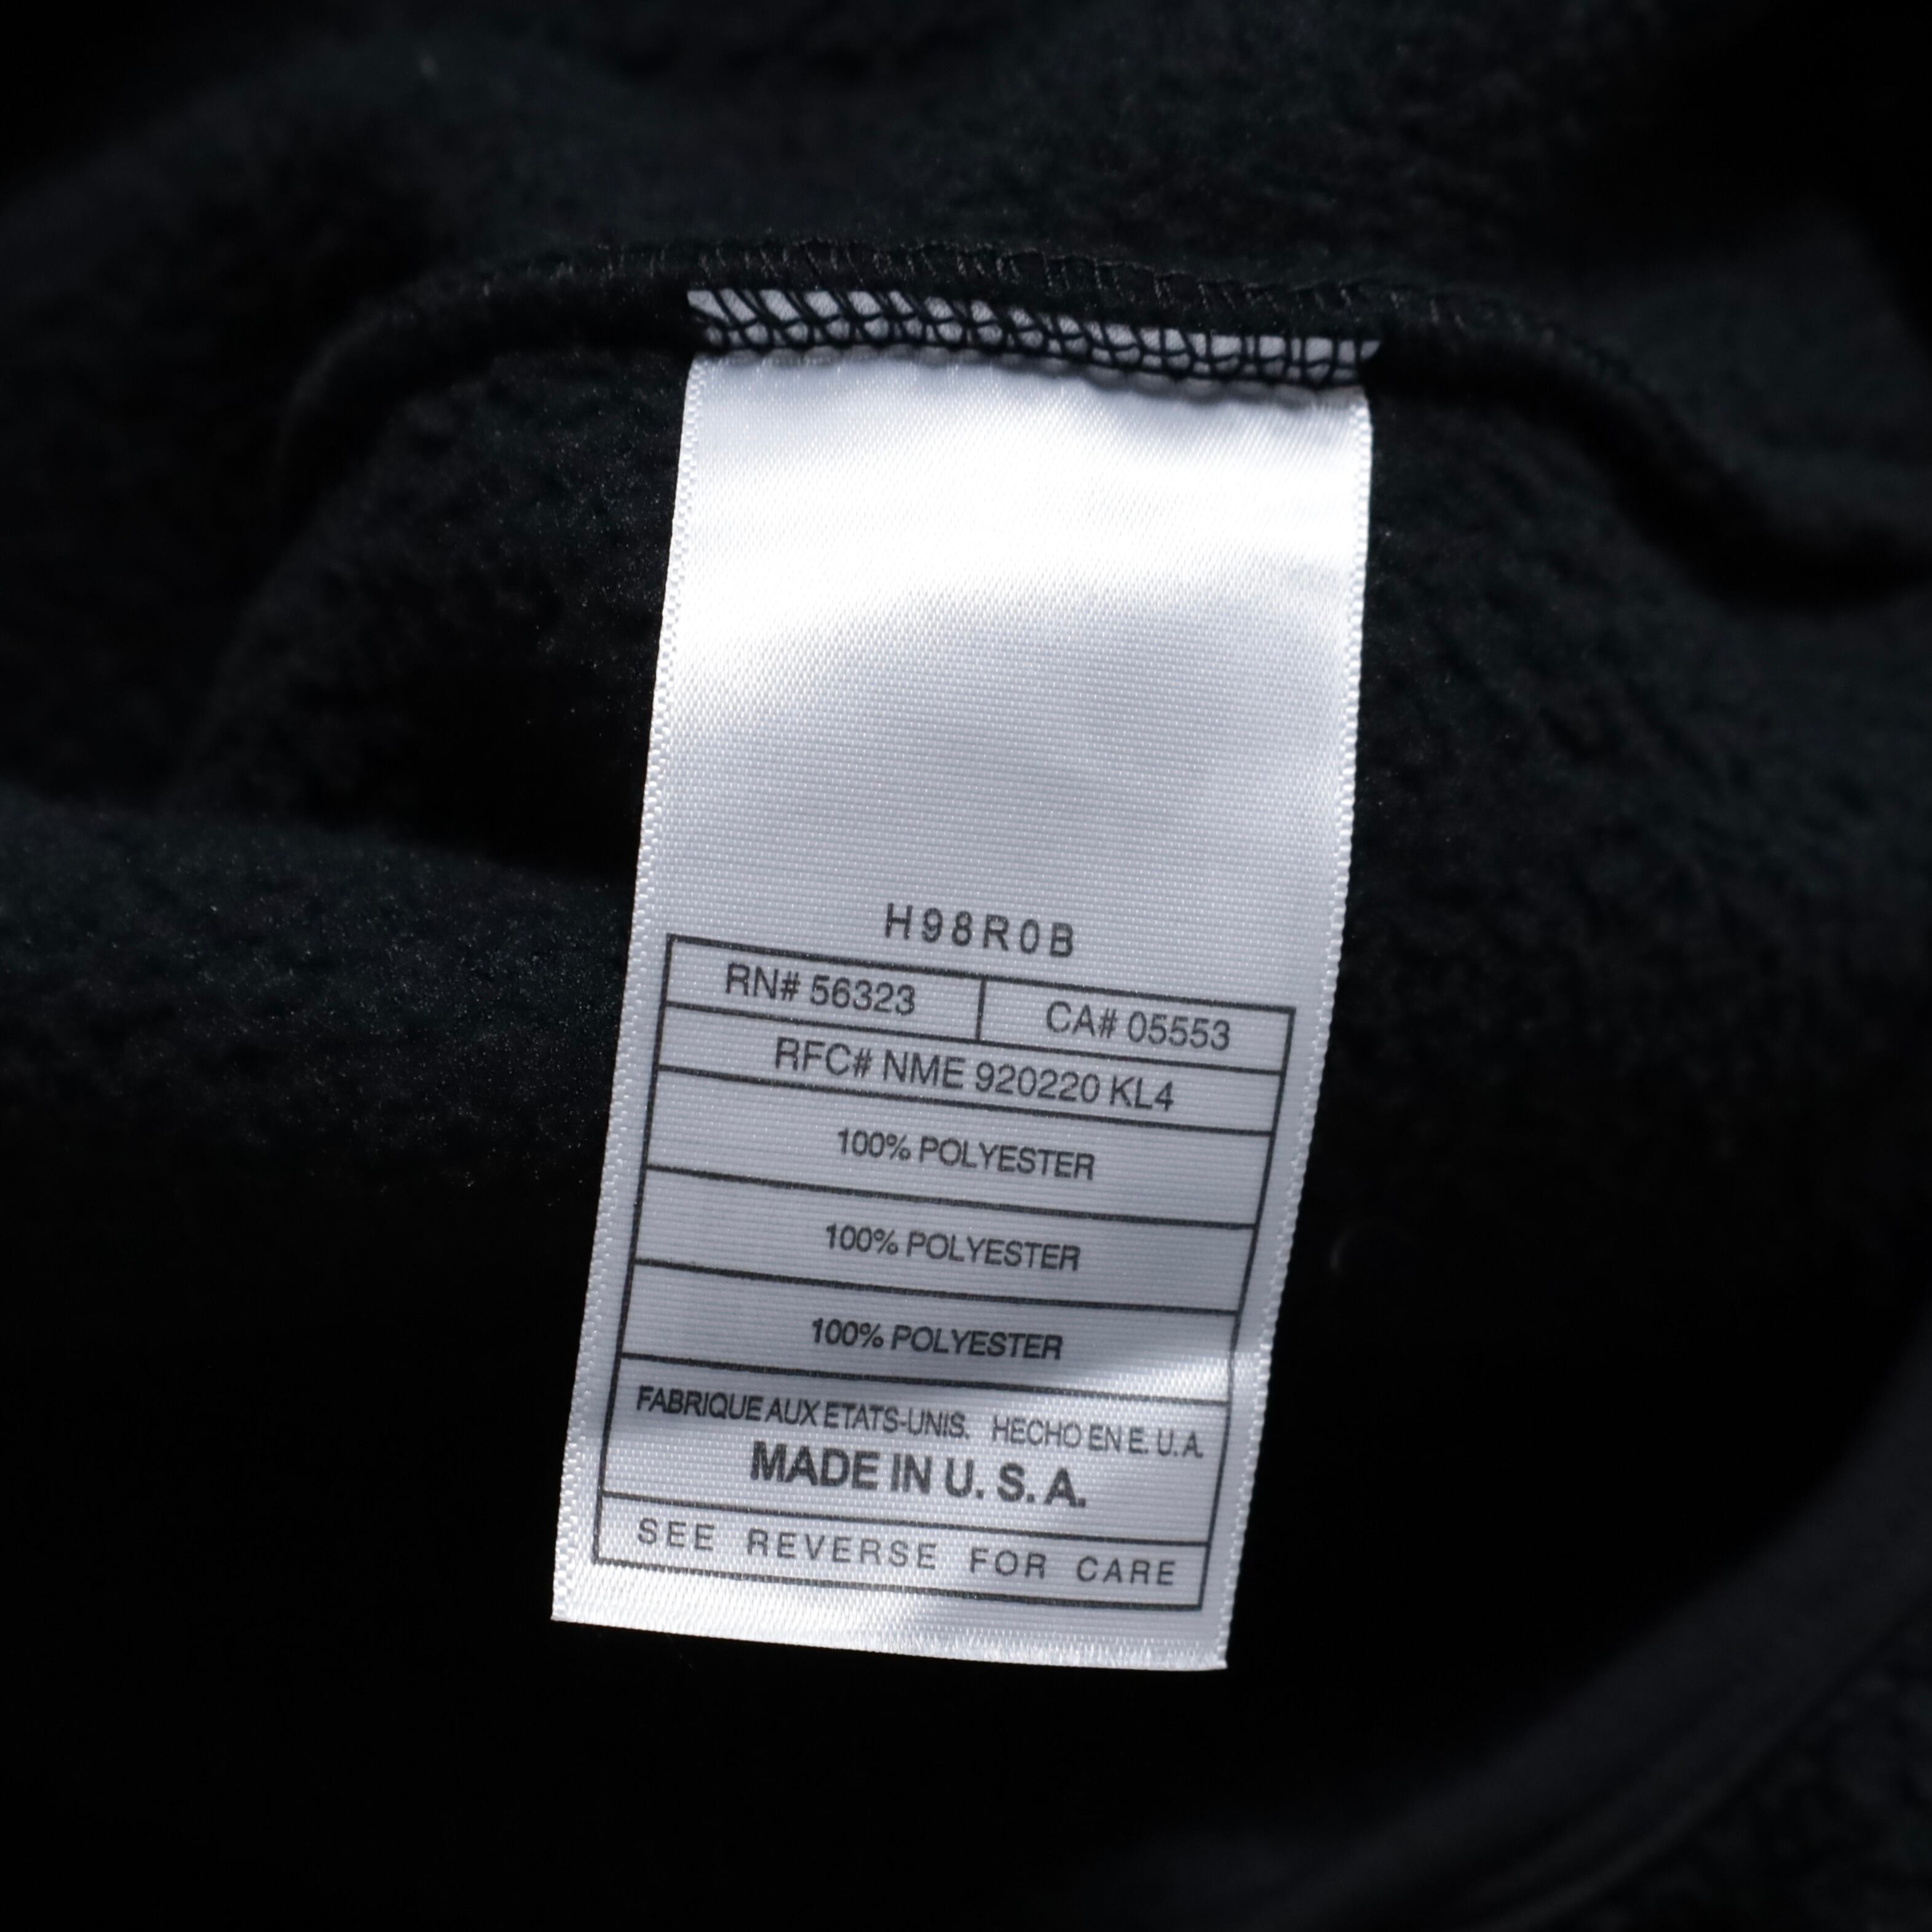 H98R0B
RN# 56323 CA# 05553
RFC# NME 920220 KL4
100% POLYESTER
100% POLYESTER
100% POLYESTER
FABRIQUE AUX ETATS-UNIS. HECHO EN E. U. A.
MADE IN U. S. A.
SEE REVERSE FOR CARE